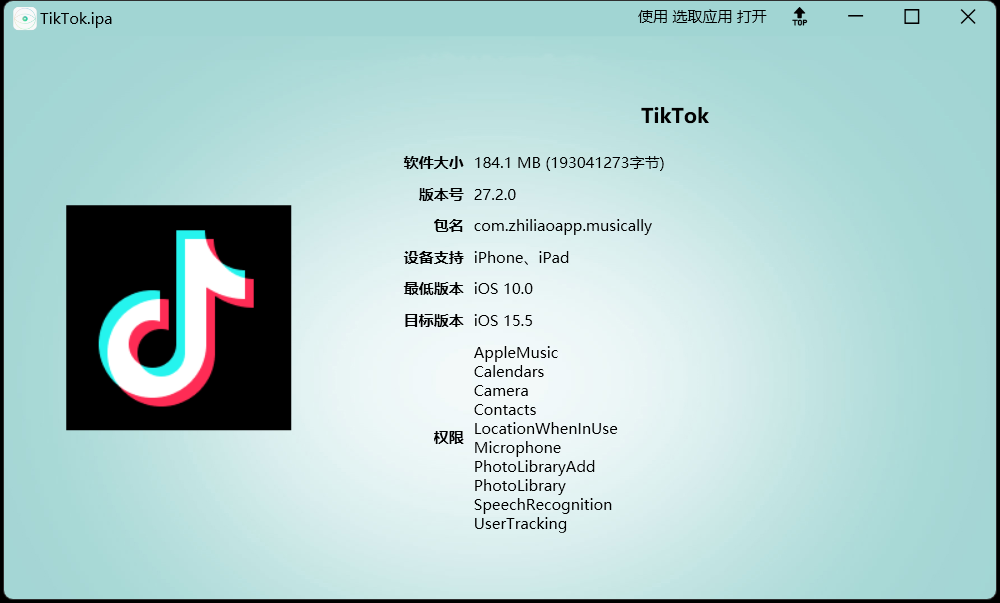 TikTok.ipa
使用 选取应用 打开
TOP
TikTok
软件大小 184.1 MB (193041273字节)
版本号 27.2.0
包名 com.zhiliaoapp.musically
设备支持 iPhone、iPad
最低版本 iOS 10.0
目标版本 iOS 15.5
权限
AppleMusic
Calendars
Camera
Contacts
LocationWhenInUse
Microphone
PhotoLibraryAdd
PhotoLibrary
SpeechRecognition
UserTracking